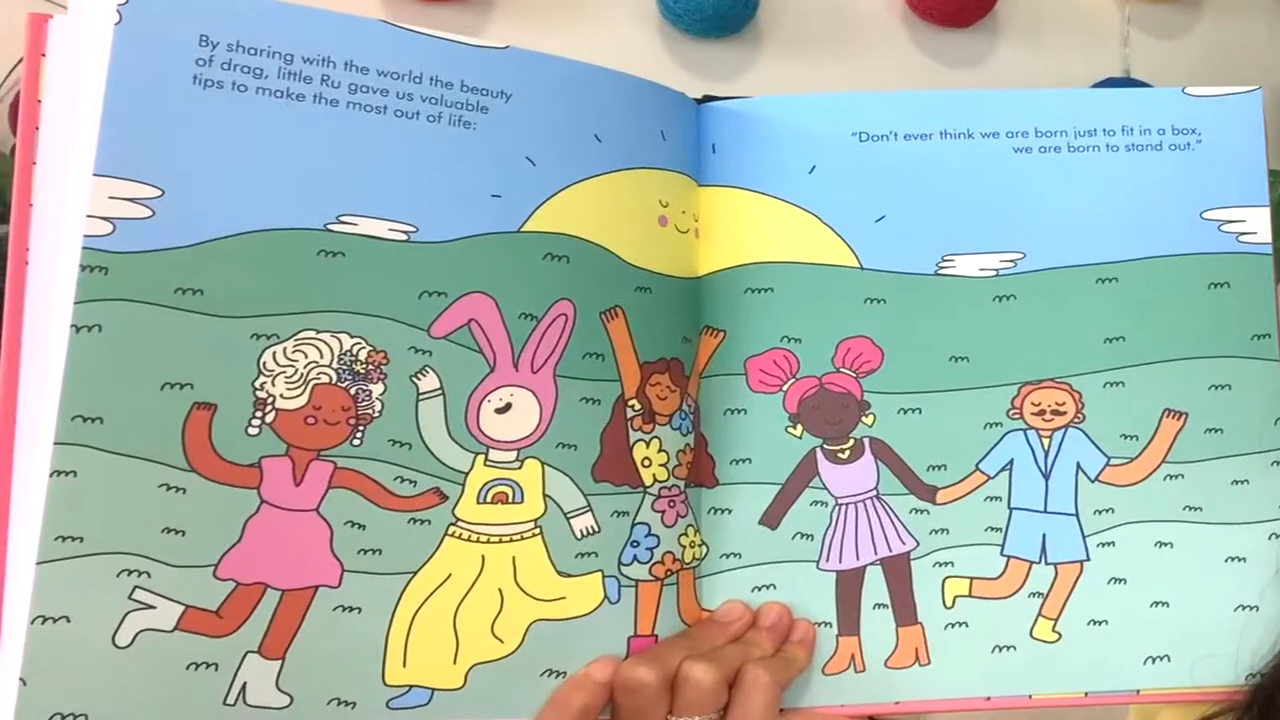 By sharing with the world the beauty
of drag, little Ru gave us valuable
tips to make the most out of life:
“Don’t ever think we are born just to fit in a box,
we are born to stand out.”